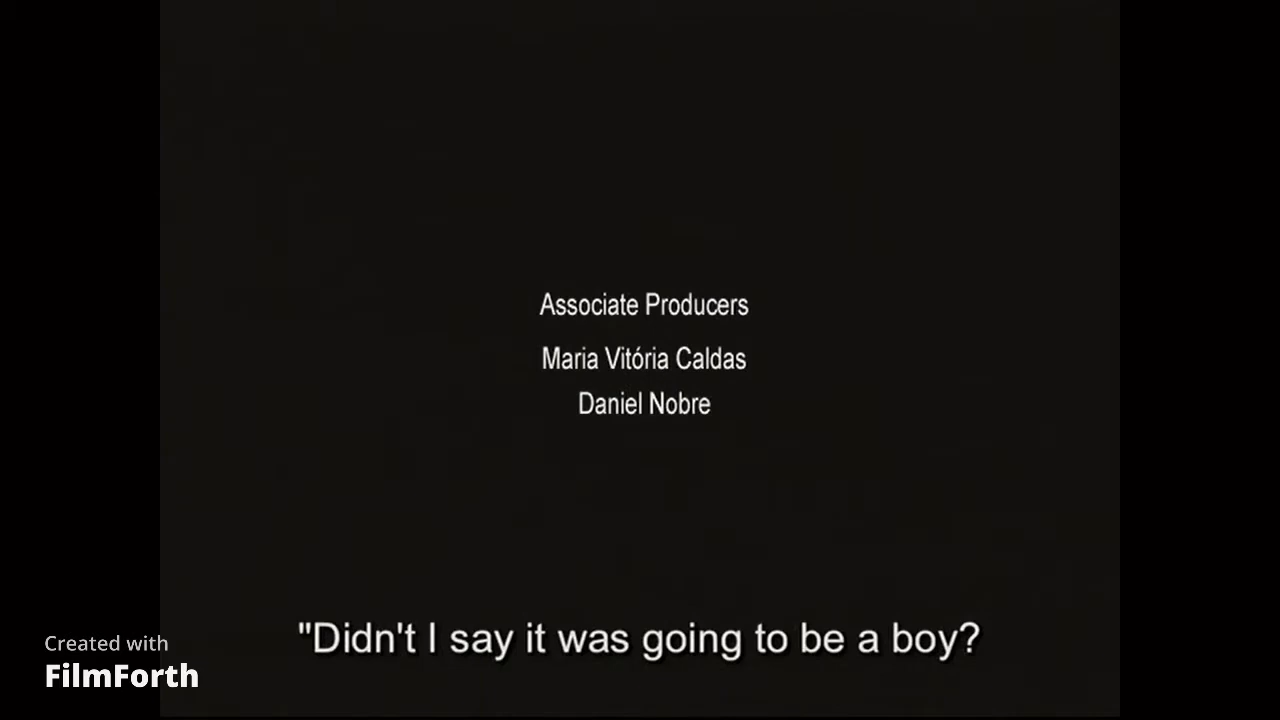 Associate Producers
Maria Vitória Caldas
Daniel Nobre
"Didn't I say it was going to be a boy?
Created with
FilmForth